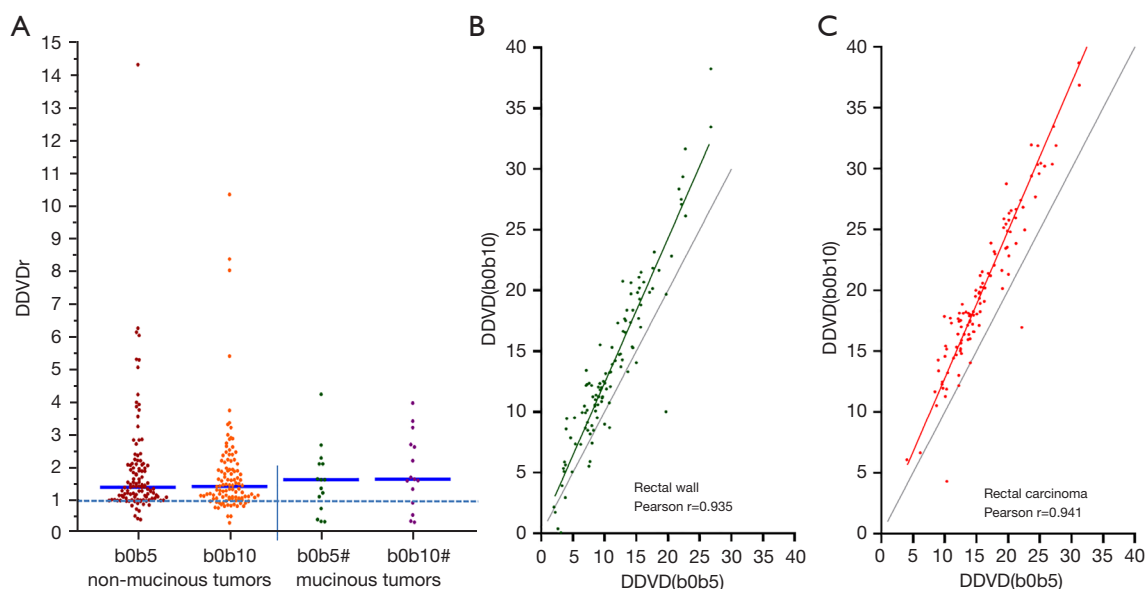 A
15
14
13
12
11
10
9
8
7
6
5
4
3
2
1
0
DDVDr
b0b5 b0b10 b0b5# b0b10#
non-mucinous tumors mucinous tumors
B
40
35
30
25
20
15
10
5
0
DDVD(b0b10)
Rectal wall
Pearson r=0.935
0 5 10 15 20 25 30 35 40
DDVD(b0b5)
C
40
35
30
25
20
15
10
5
0
DDVD(b0b10)
Rectal carcinoma
Pearson r=0.941
0 5 10 15 20 25 30 35 40
DDVD(b0b5)